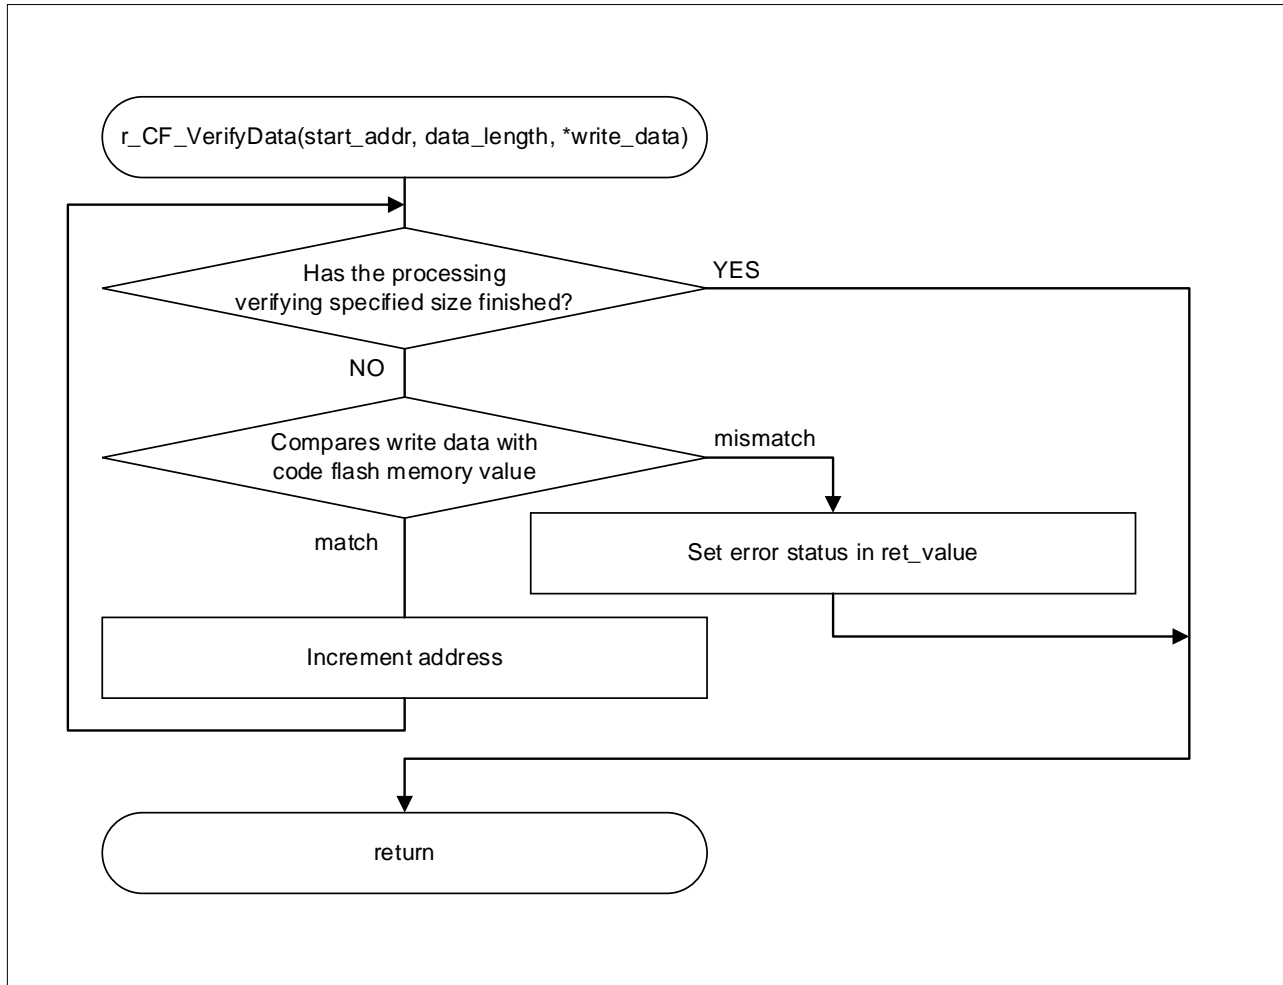 r_CF_VerifyData(start_addr, data_length, *write_data)
Has the processing
verifying specified size finished?
YES
NO
Compares write data with
code flash memory value
mismatch
match
Set error status in ret_value
Increment address
return